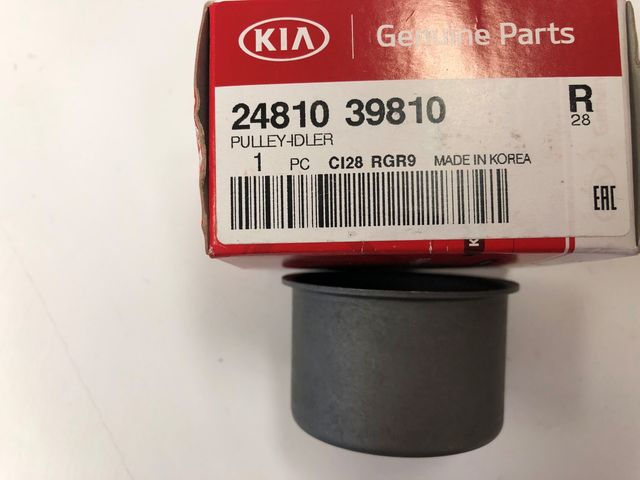 KIA Genuine Parts
24810 39810
R
28
PULLEY-IDLER
1 PC CI28 RGR9 MADE IN KOREA
EAC